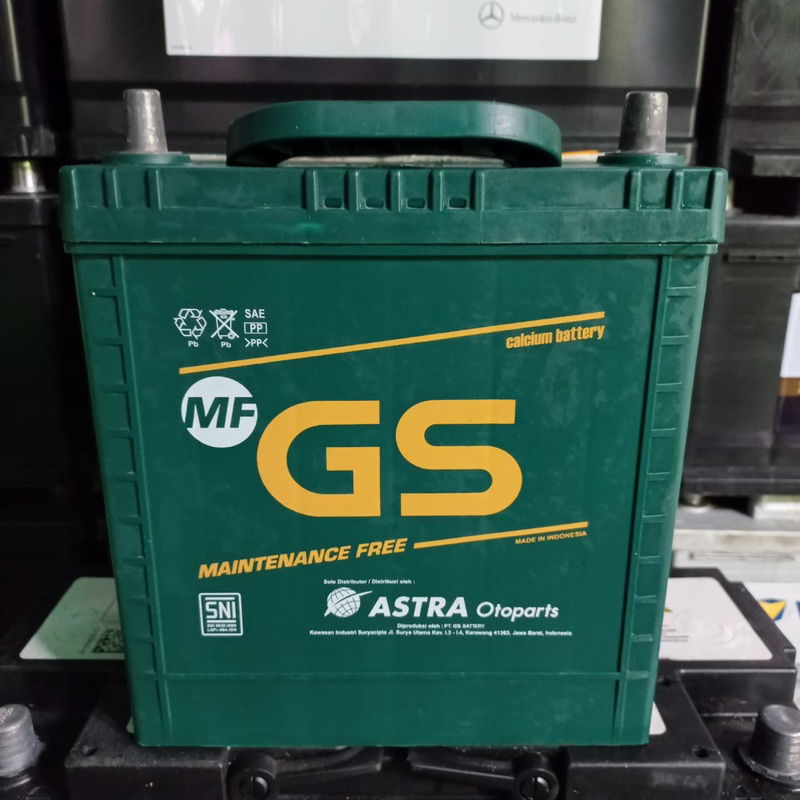 Mercedes-Benz
SAE
PP
>PP<
Pb
Pb
calcium battery
MF
GS
MAINTENANCE FREE
MADE IN INDONESIA
Sole Distributor / Distribusi oleh :
SNI
ASTRA Otoparts
Diproduksi oleh : PT. GS BATTERY
Kawasan Industri Suryacipta Jl. Surya Utama Kav. I.3 - I.4, Karawang 41363, Jawa Barat, Indonesia